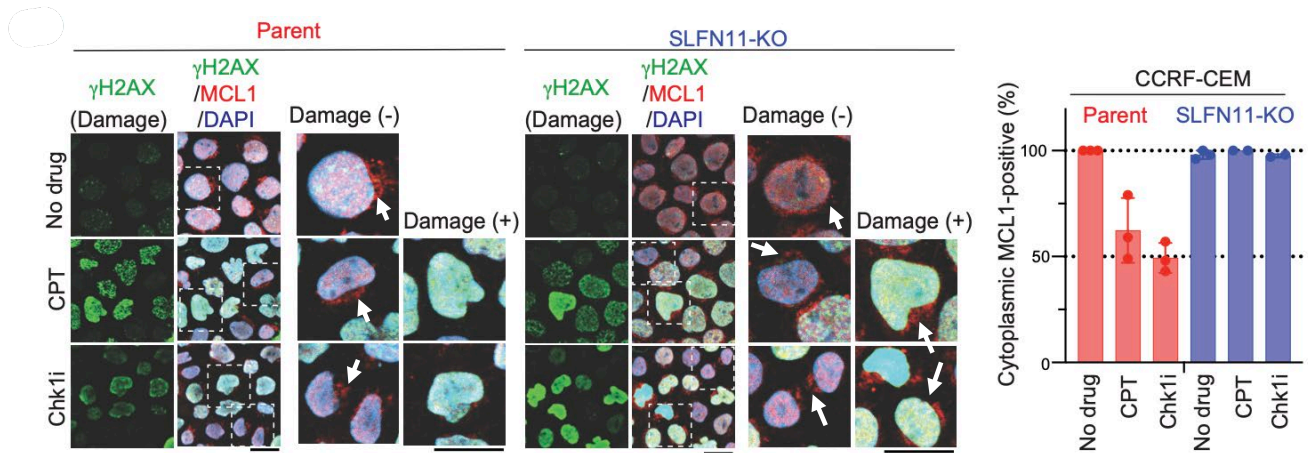 Parent
γH2AX
(Damage)
γH2AX
/MCL1
/DAPI
Damage (-)
Damage (+)
No drug
CPT
Chk1i
SLFN11-KO
γH2AX
(Damage)
γH2AX
/MCL1
/DAPI
Damage (-)
Damage (+)
CCRF-CEM
Parent
SLFN11-KO
Cytoplasmic MCL1-positive (%)
100
50
0
No drug
CPT
Chk1i
No drug
CPT
Chk1i